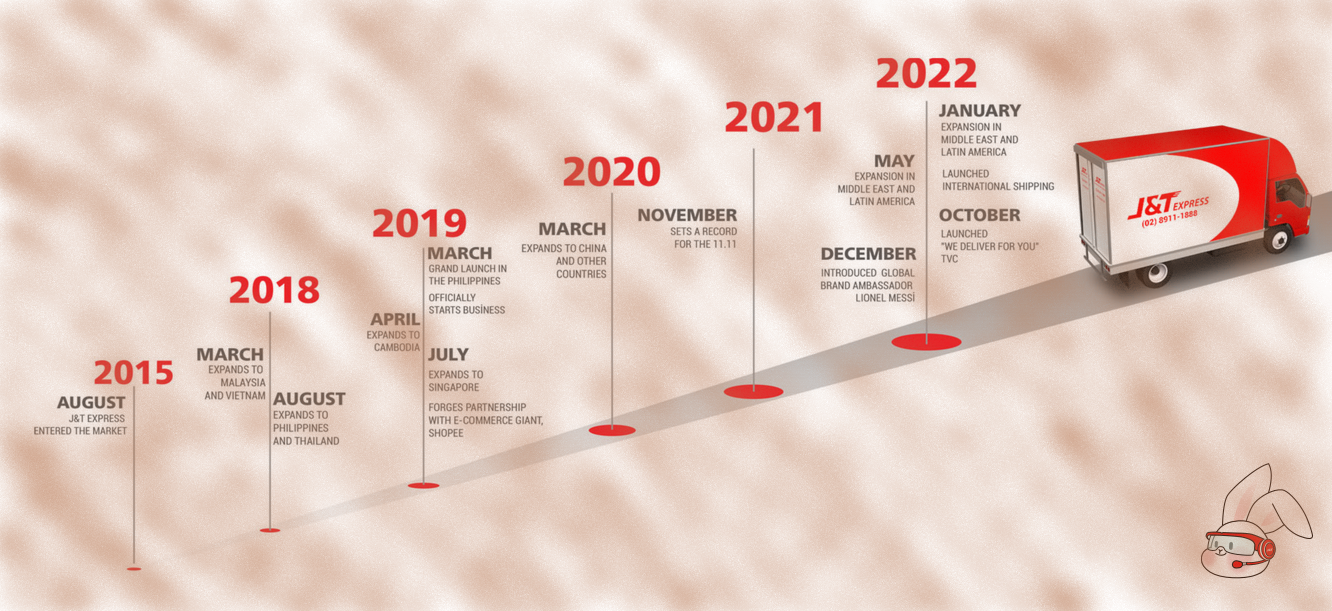 2015
AUGUST
J&T EXPRESS
ENTERED THE MARKET
2018
MARCH
EXPANDS TO
MALAYSIA
AND VIETNAM
AUGUST
EXPANDS TO
PHILIPPINES
AND THAILAND
2019
MARCH
GRAND LAUNCH IN
THE PHILIPPINES
OFFICIALLY
STARTS BUSİNESS
APRIL
EXPANDS TO
CAMBODIA
JULY
EXPANDS TO
SINGAPORE
FORGES PARTNERSHIP
WITH E-COMMERCE GIANT,
SHOPEE
2020
MARCH
EXPANDS TO CHINA
AND OTHER
COUNTRIES
2021
NOVEMBER
SETS A RECORD
FOR THE 11.11
2022
JANUARY
EXPANSION IN
MIDDLE EAST AND
LATIN AMERICA
LAUNCHED
INTERNATIONAL SHIPPING
MAY
EXPANSION IN
MIDDLE EAST AND
LATIN AMERICA
OCTOBER
LAUNCHED
"WE DELIVER FOR YOU"
TVC
DECEMBER
INTRODUCED GLOBAL
BRAND AMBASSADOR
LIONEL MESSİ
J&T EXPRESS
(02) 8911-1888